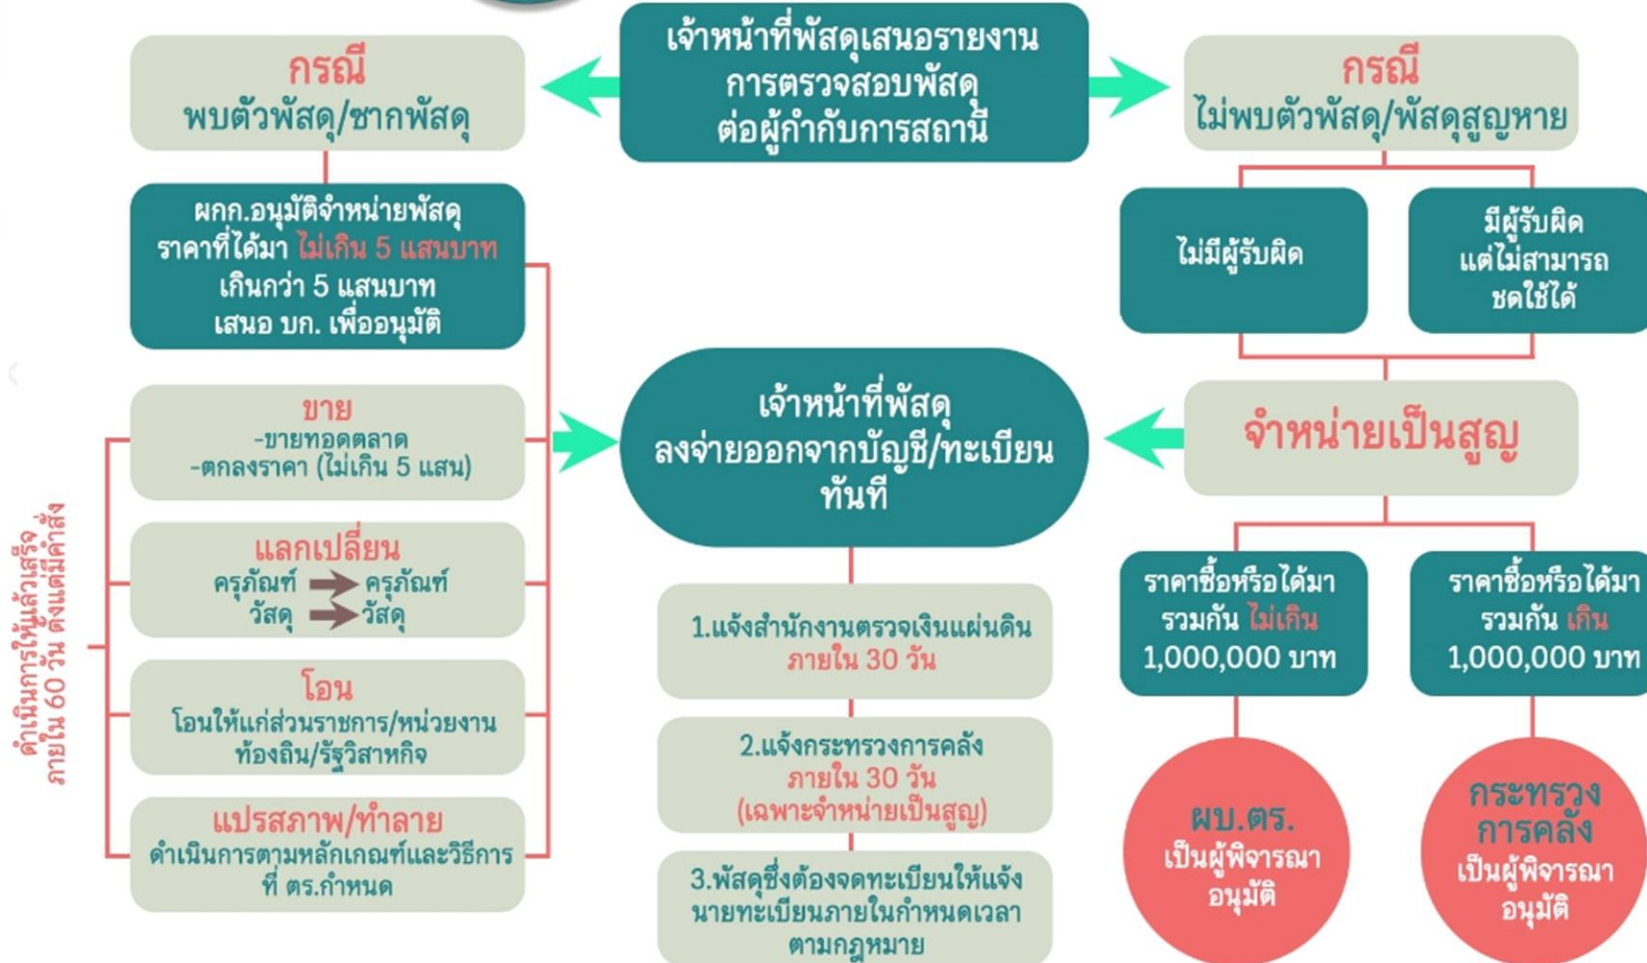 เจ้าหน้าที่พัสดุเสนอรายงาน
การตรวจสอบพัสดุ
ต่อผู้กำกับการสถานี
กรณี
พบตัวพัสดุ/ซากพัสดุ
ผกก.อนุมัติจำหน่ายพัสดุ
ราคาที่ได้มา ไม่เกิน 5 แสนบาท
เกินกว่า 5 แสนบาท
เสนอ บก. เพื่ออนุมัติ
ดำเนินการให้แล้วเสร็จ
ภายใน 60 วัน ตั้งแต่มีคำสั่ง
ขาย
-ขายทอดตลาด
-ตกลงราคา (ไม่เกิน 5 แสน)
แลกเปลี่ยน
ครุภัณฑ์ ครุภัณฑ์
วัสดุ วัสดุ
โอน
โอนให้แก่ส่วนราชการ/หน่วยงาน
ท้องถิ่น/รัฐวิสาหกิจ
แปรสภาพ/ทำลาย
ดำเนินการตามหลักเกณฑ์และวิธีการ
ที่ ตร.กำหนด
เจ้าหน้าที่พัสดุ
ลงจ่ายออกจากบัญชี/ทะเบียน
ทันที
1.แจ้งสำนักงานตรวจเงินแผ่นดิน
ภายใน 30 วัน
2.แจ้งกระทรวงการคลัง
ภายใน 30 วัน
(เฉพาะจำหน่ายเป็นสูญ)
3.พัสดุซึ่งต้องจดทะเบียนให้แจ้ง
นายทะเบียนภายในกำหนดเวลา
ตามกฎหมาย
กรณี
ไม่พบตัวพัสดุ/พัสดุสูญหาย
ไม่มีผู้รับผิด
มีผู้รับผิด
แต่ไม่สามารถ
ชดใช้ได้
จำหน่ายเป็นสูญ
ราคาซื้อหรือได้มา
รวมกัน ไม่เกิน
1,000,000 บาท
ราคาซื้อหรือได้มา
รวมกัน เกิน
1,000,000 บาท
ผบ.ตร.
เป็นผู้พิจารณา
อนุมัติ
กระทรวง
การคลัง
เป็นผู้พิจารณา
อนุมัติ